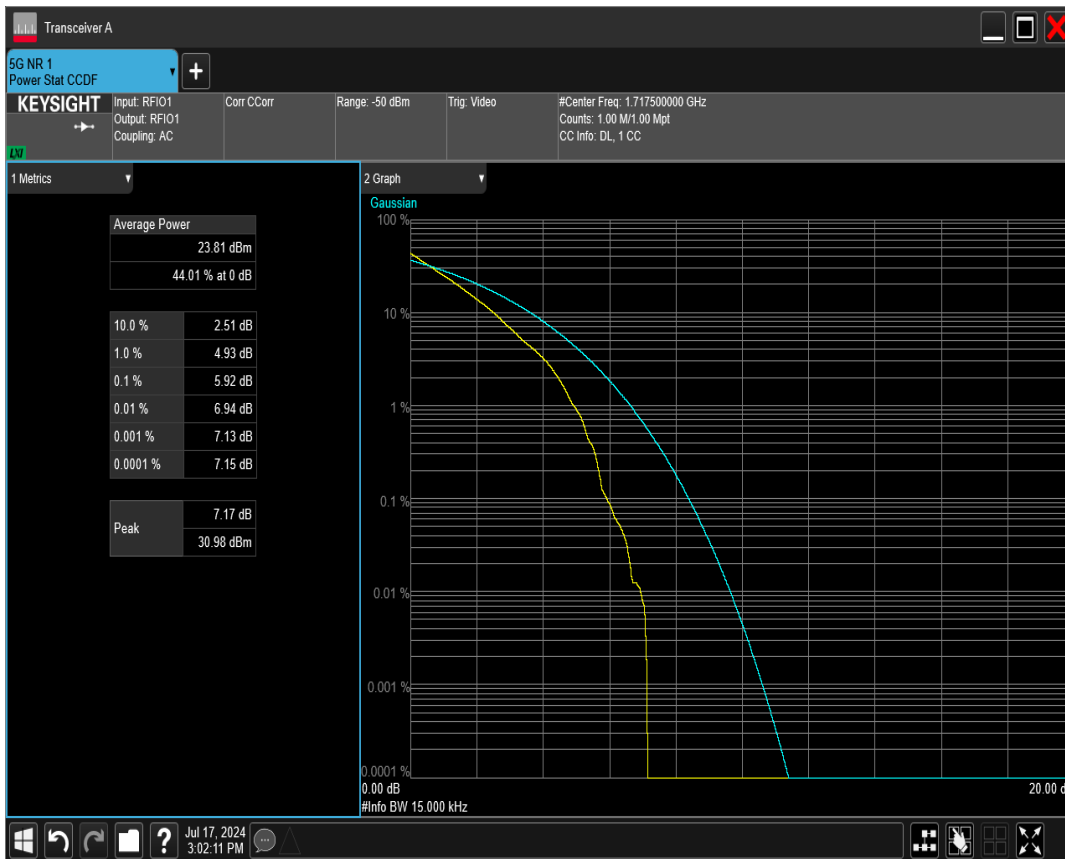 Transceiver A
5G NR 1
Power Stat CCDF
KEYSIGHT
LXI
Input: RFIO1
Output: RFIO1
Coupling: AC
Corr CCorr
Range: -50 dBm
Trig: Video
#Center Freq: 1.717500000 GHz
Counts: 1.00 M/1.00 Mpt
CC Info: DL, 1 CC
1 Metrics
Average Power
23.81 dBm
44.01 % at 0 dB
10.0 % 2.51 dB
1.0 % 4.93 dB
0.1 % 5.92 dB
0.01 % 6.94 dB
0.001 % 7.13 dB
0.0001 % 7.15 dB
Peak
7.17 dB
30.98 dBm
2 Graph
Gaussian
100 %
10 %
1 %
0.1 %
0.01 %
0.001 %
0.0001 %
0.00 dB
20.00 d
#Info BW 15.000 kHz
?
Jul 17, 2024
3:02:11 PM